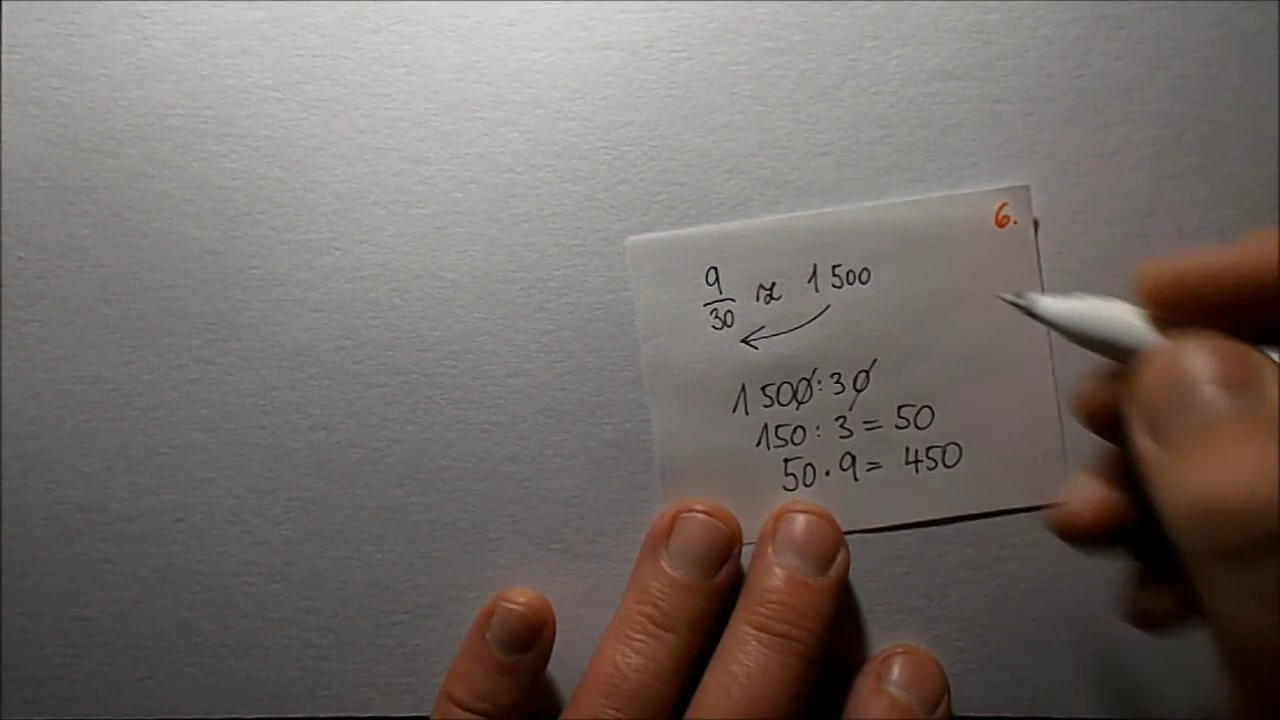 6.
9/30 z 1 500
1 500 : 30
150 : 3 = 50
50 · 9 = 450